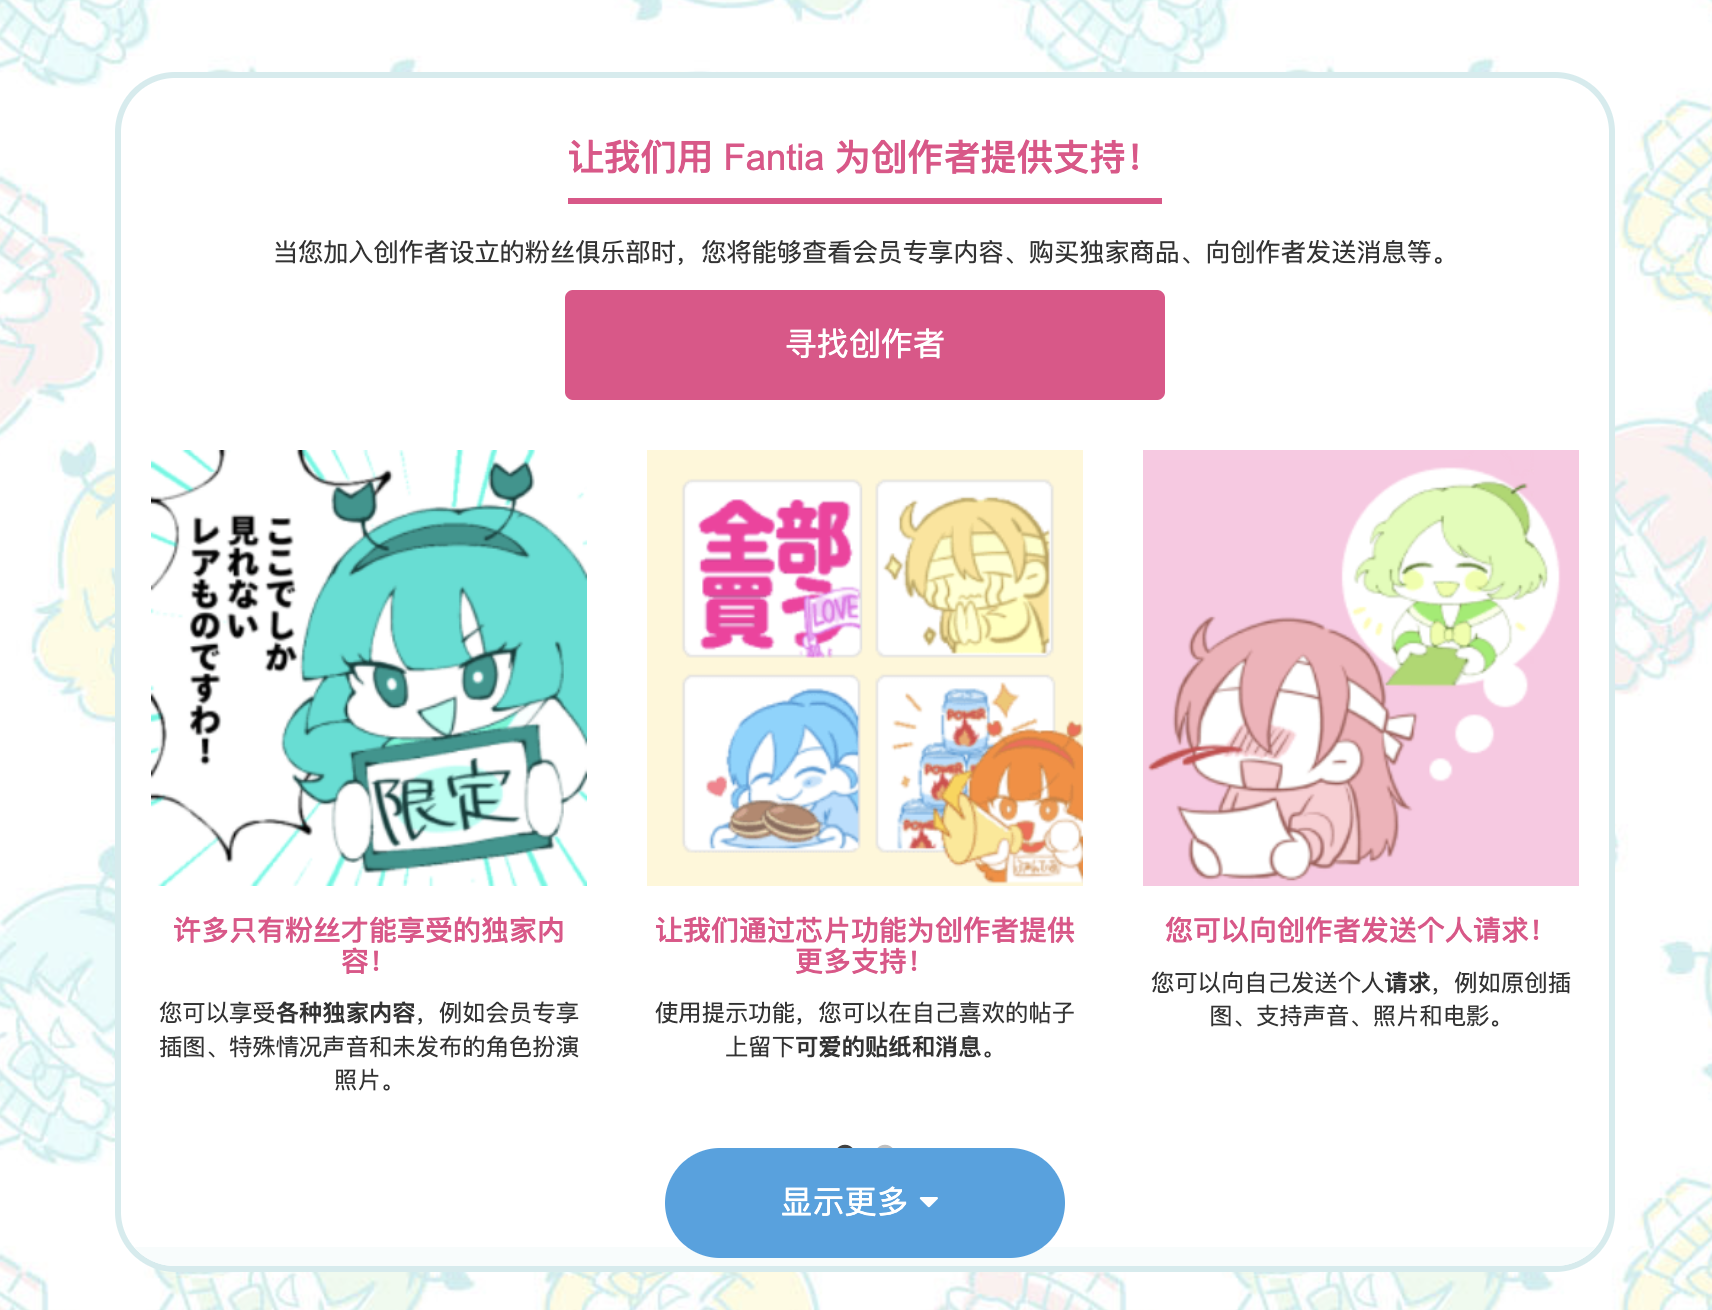 让我们用 Fantia 为创作者提供支持！
当您加入创作者设立的粉丝俱乐部时，您将能够查看会员专享内容、购买独家商品、向创作者发送消息等。
寻找创作者
ここでしか
見れない
レアものですわ！
限定
全部
買う
LOVE
POWER
POWER
POWER
许多只有粉丝才能享受的独家内
容！
您可以享受各种独家内容，例如会员专享
插图、特殊情况声音和未发布的角色扮演
照片。
让我们通过芯片功能为创作者提供
更多支持！
使用提示功能，您可以在自己喜欢的帖子
上留下可爱的贴纸和消息。
您可以向创作者发送个人请求！
您可以向自己发送个人请求，例如原创插
图、支持声音、照片和电影。
显示更多